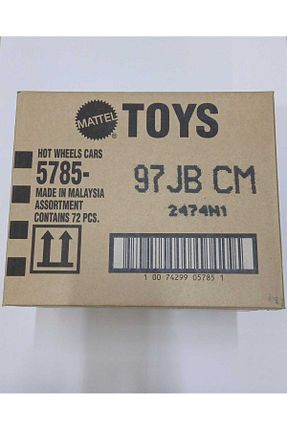 MATTEL
TOYS
HOT WHEELS CARS
5785-
MADE IN MALAYSIA
ASSORTMENT
CONTAINS 72 PCS.
97JB CM
2474N1
1 00 74299 05785 1